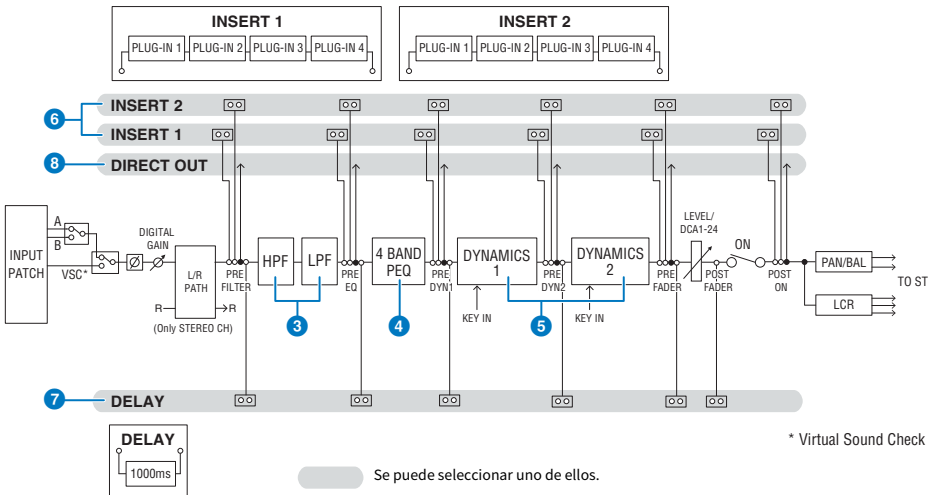 INSERT 1
PLUG-IN 1 PLUG-IN 2 PLUG-IN 3 PLUG-IN 4
INSERT 2
PLUG-IN 1 PLUG-IN 2 PLUG-IN 3 PLUG-IN 4
6
INSERT 2
INSERT 1
8
DIRECT OUT
INPUT
PATCH
A
B
VSC*
DIGITAL
GAIN
L/R
PATH
R
R
(Only STEREO CH)
PRE
FILTER
HPF
LPF
3
PRE
EQ
4 BAND
PEQ
4
PRE
DYN1
DYNAMICS
1
KEY IN
5
PRE
DYN2
DYNAMICS
2
KEY IN
PRE
FADER
LEVEL/
DCA1-24
POST
FADER
ON
POST
ON
PAN/BAL
LCR
TO ST
7
DELAY
DELAY
1000ms
* Virtual Sound Check
Se puede seleccionar uno de ellos.